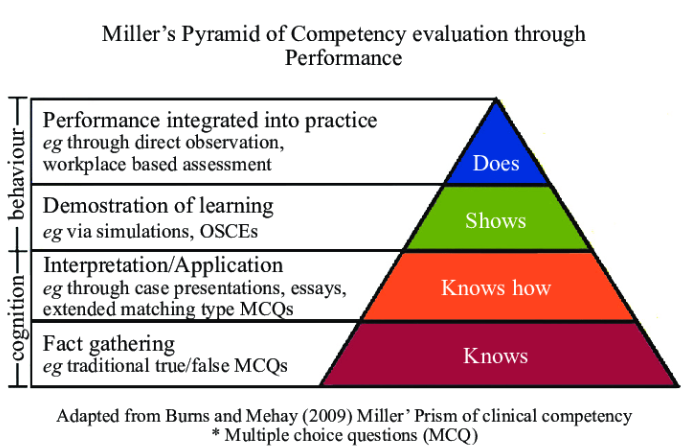 Miller’s Pyramid of Competency evaluation through
Performance
behaviour
cognition
Performance integrated into practice
eg through direct observation,
workplace based assessment
Does
Demostration of learning
eg via simulations, OSCEs
Shows
Interpretation/Application
eg through case presentations, essays,
extended matching type MCQs
Knows how
Fact gathering
eg traditional true/false MCQs
Knows
Adapted from Burns and Mehay (2009) Miller’ Prism of clinical competency
* Multiple choice questions (MCQ)